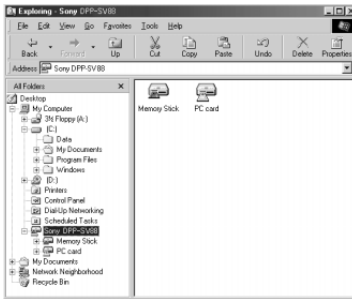 Exploring - Sony DPP-SV88
File Edit View Go Favorites Tools Help
Back Forward Up Cut Copy Paste Undo Delete Properties
Address Sony DPP-SV88
All Folders
Desktop
My Computer
3½ Floppy (A:)
(C:)
Data
My Documents
Program Files
Windows
(D:)
Printers
Control Panel
Dial-Up Networking
Scheduled Tasks
Sony DPP-SV88
Memory Stick
PC card
My Documents
Network Neighborhood
Recycle Bin
Memory Stick PC card